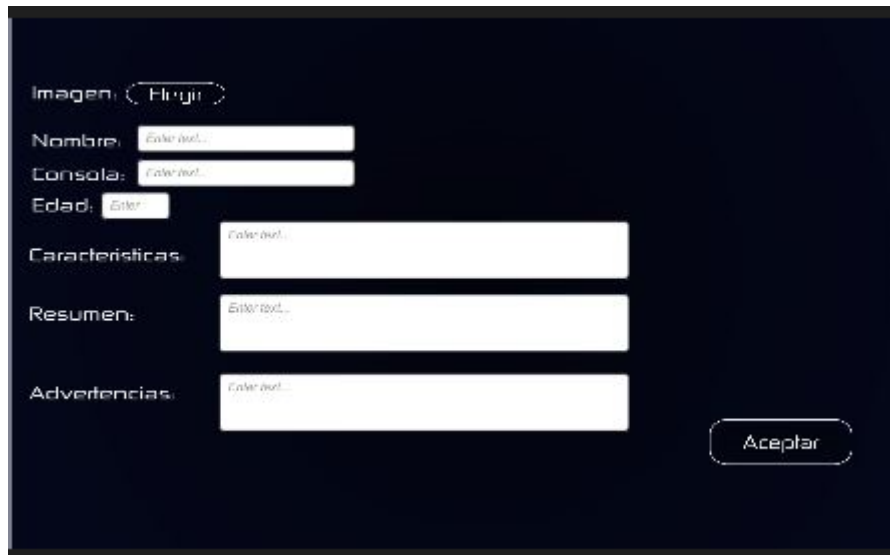 Imagen: Elegir
Nombre: Enter text...
Consola: Enter text...
Edad: Enter
Caracteristicas: Enter text...
Resumen: Enter text...
Advertencias: Enter text...
Aceptar